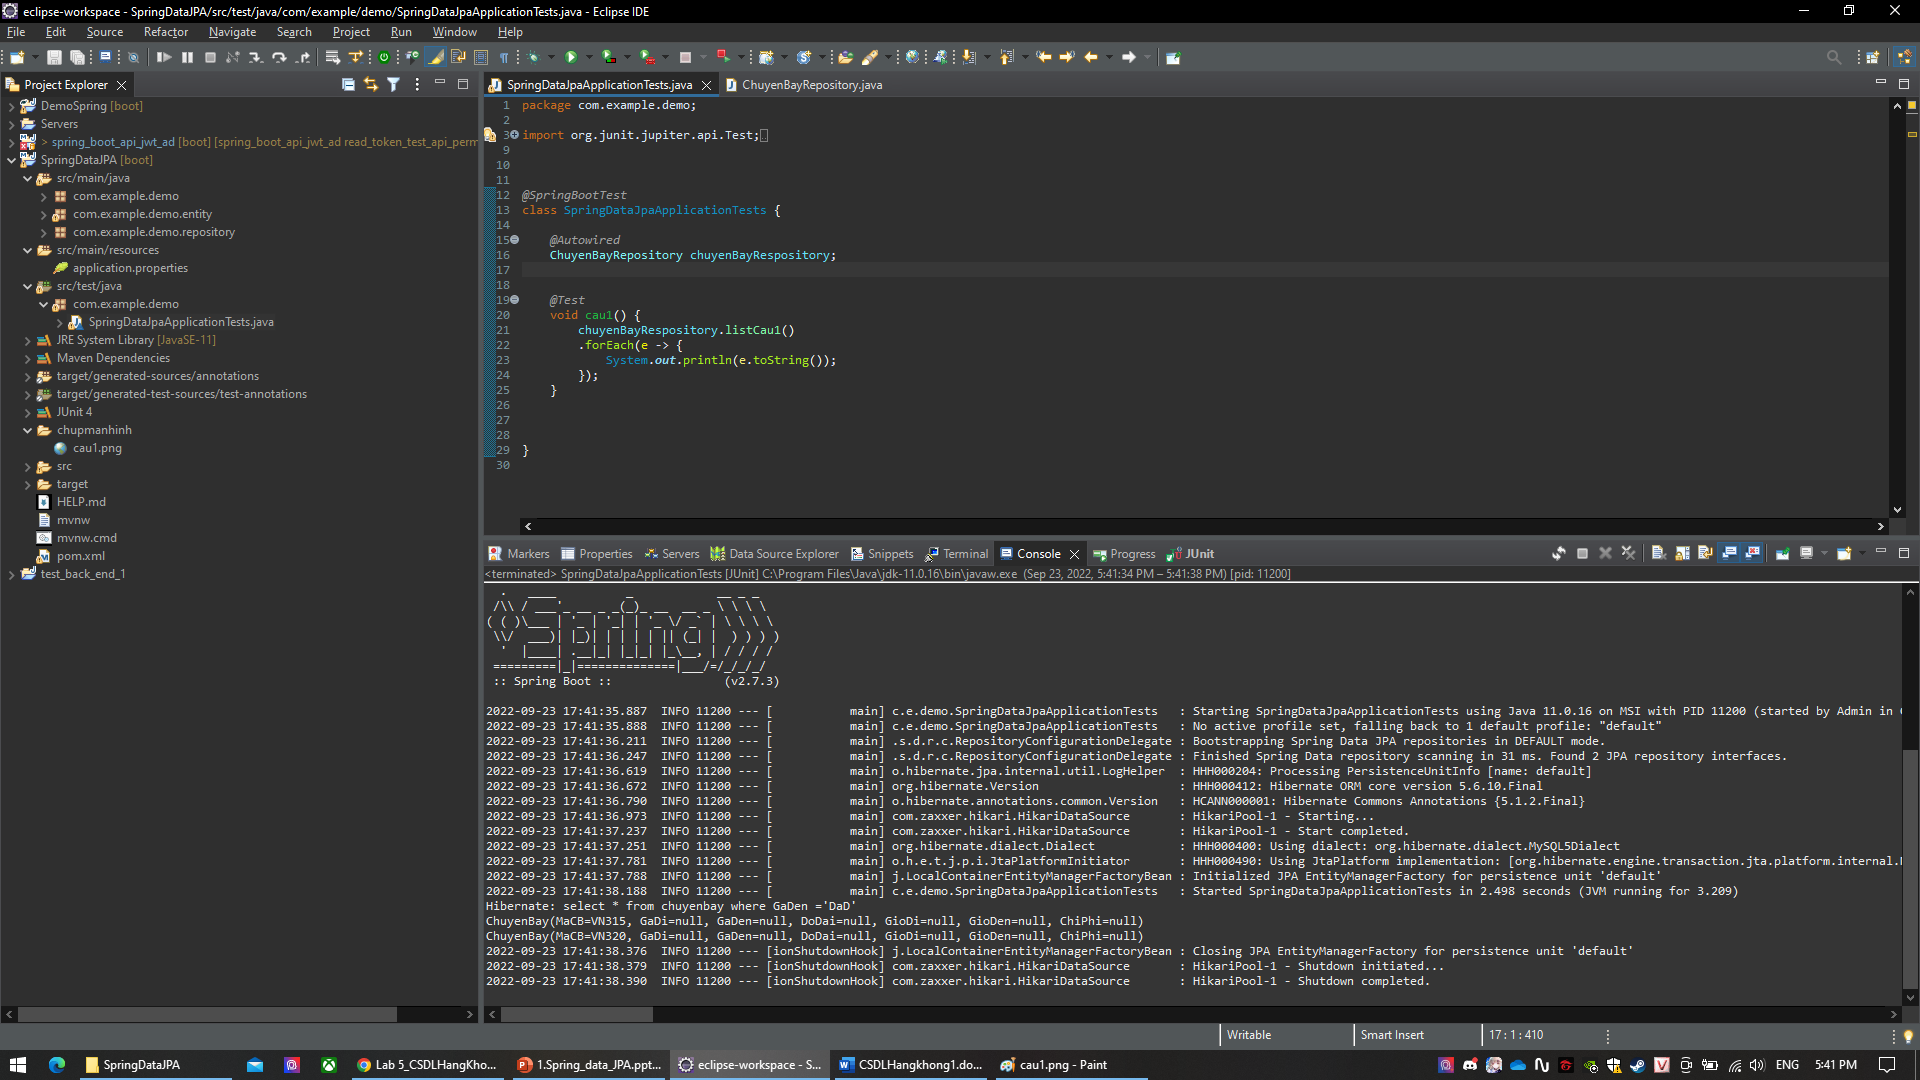 eclipse-workspace - SpringDataJPA/src/test/java/com/example/demo/SpringDataJpaApplicationTests.java - Eclipse IDE
File Edit Source Refactor Navigate Search Project Run Window Help
Project Explorer
DemoSpring [boot]
Servers
> spring_boot_api_jwt_ad [boot] [spring_boot_api_jwt_ad read_token_test_api_perm
SpringDataJPA [boot]
src/main/java
com.example.demo
com.example.demo.entity
com.example.demo.repository
src/main/resources
application.properties
src/test/java
com.example.demo
SpringDataJpaApplicationTests.java
JRE System Library [JavaSE-11]
Maven Dependencies
target/generated-sources/annotations
target/generated-test-sources/test-annotations
JUnit 4
chupmanhinh
cau1.png
src
target
HELP.md
mvnw
mvnw.cmd
pom.xml
test_back_end_1
SpringDataJpaApplicationTests.java ChuyenBayRepository.java
1 package com.example.demo;
2
3 import org.junit.jupiter.api.Test;
9
10
11
12 @SpringBootTest
13 class SpringDataJpaApplicationTests {
14
15 @Autowired
16 ChuyenBayRepository chuyenBayRespository;
17
18
19 @Test
20 void cau1() {
21 chuyenBayRespository.listCau1()
22 .forEach(e -> {
23 System.out.println(e.toString());
24 });
25 }
26
27
28
29 }
30
Markers Properties Servers Data Source Explorer Snippets Terminal Console Progress JUnit
<terminated> SpringDataJpaApplicationTests [JUnit] C:\Program Files\Java\jdk-11.0.16\bin\javaw.exe (Sep 23, 2022, 5:41:34 PM – 5:41:38 PM) [pid: 11200]
:: Spring Boot :: (v2.7.3)
2022-09-23 17:41:35.887 INFO 11200 --- [ main] c.e.demo.SpringDataJpaApplicationTests : Starting SpringDataJpaApplicationTests using Java 11.0.16 on MSI with PID 11200 (started by Admin in
2022-09-23 17:41:35.888 INFO 11200 --- [ main] c.e.demo.SpringDataJpaApplicationTests : No active profile set, falling back to 1 default profile: "default"
2022-09-23 17:41:36.211 INFO 11200 --- [ main] .s.d.r.c.RepositoryConfigurationDelegate : Bootstrapping Spring Data JPA repositories in DEFAULT mode.
2022-09-23 17:41:36.247 INFO 11200 --- [ main] .s.d.r.c.RepositoryConfigurationDelegate : Finished Spring Data repository scanning in 31 ms. Found 2 JPA repository interfaces.
2022-09-23 17:41:36.619 INFO 11200 --- [ main] o.hibernate.jpa.internal.util.LogHelper : HHH000204: Processing PersistenceUnitInfo [name: default]
2022-09-23 17:41:36.672 INFO 11200 --- [ main] org.hibernate.Version : HHH000412: Hibernate ORM core version 5.6.10.Final
2022-09-23 17:41:36.790 INFO 11200 --- [ main] o.hibernate.annotations.common.Version : HCANN000001: Hibernate Commons Annotations {5.1.2.Final}
2022-09-23 17:41:36.973 INFO 11200 --- [ main] com.zaxxer.hikari.HikariDataSource : HikariPool-1 - Starting...
2022-09-23 17:41:37.237 INFO 11200 --- [ main] com.zaxxer.hikari.HikariDataSource : HikariPool-1 - Start completed.
2022-09-23 17:41:37.251 INFO 11200 --- [ main] org.hibernate.dialect.Dialect : HHH000400: Using dialect: org.hibernate.dialect.MySQL5Dialect
2022-09-23 17:41:37.781 INFO 11200 --- [ main] o.h.e.t.j.p.i.JtaPlatformInitiator : HHH000490: Using JtaPlatform implementation: [org.hibernate.engine.transaction.jta.platform.internal.
2022-09-23 17:41:37.788 INFO 11200 --- [ main] j.LocalContainerEntityManagerFactoryBean : Initialized JPA EntityManagerFactory for persistence unit 'default'
2022-09-23 17:41:38.188 INFO 11200 --- [ main] c.e.demo.SpringDataJpaApplicationTests : Started SpringDataJpaApplicationTests in 2.498 seconds (JVM running for 3.209)
Hibernate: select * from chuyenbay where GaDen ='DaD'
ChuyenBay(MaCB=VN315, GaDi=null, GaDen=null, DoDai=null, GioDi=null, GioDen=null, ChiPhi=null)
ChuyenBay(MaCB=VN320, GaDi=null, GaDen=null, DoDai=null, GioDi=null, GioDen=null, ChiPhi=null)
2022-09-23 17:41:38.376 INFO 11200 --- [ionShutdownHook] j.LocalContainerEntityManagerFactoryBean : Closing JPA EntityManagerFactory for persistence unit 'default'
2022-09-23 17:41:38.379 INFO 11200 --- [ionShutdownHook] com.zaxxer.hikari.HikariDataSource : HikariPool-1 - Shutdown initiated...
2022-09-23 17:41:38.390 INFO 11200 --- [ionShutdownHook] com.zaxxer.hikari.HikariDataSource : HikariPool-1 - Shutdown completed.
Writable Smart Insert 17 : 1 : 410
SpringDataJPA Lab 5_CSDLHangKho... 1.Spring_data_JPA.ppt... eclipse-workspace - S... CSDLHangkhong1.do... cau1.png - Paint ENG 5:41 PM